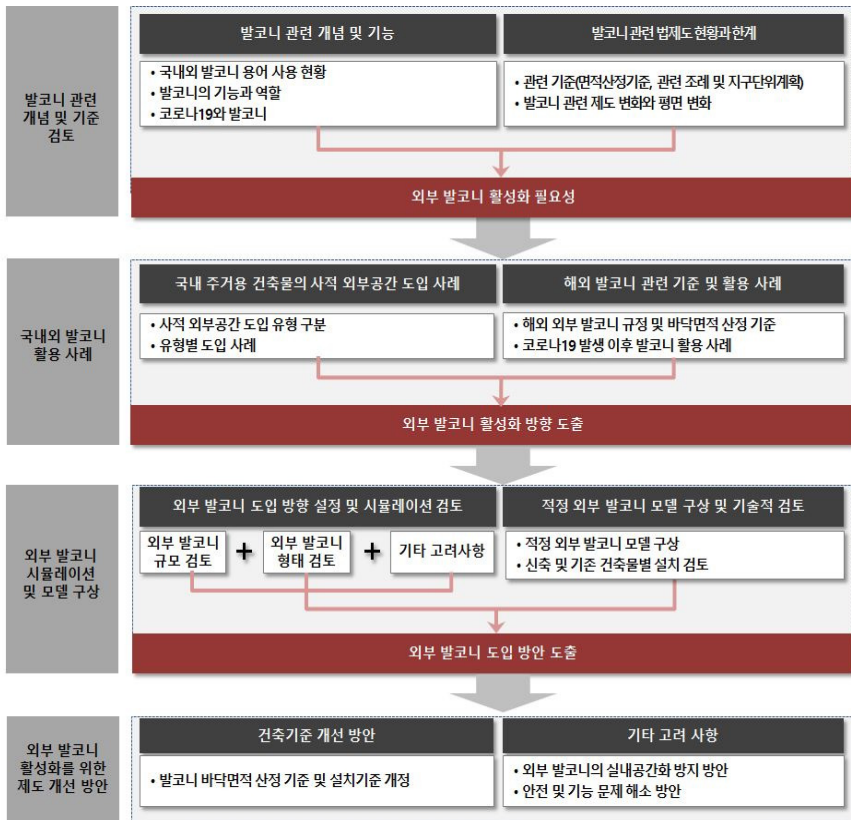 발코니 관련
개념 및 기준
검토
발코니 관련 개념 및 기능
• 국내외 발코니 용어 사용 현황
• 발코니의 기능과 역할
• 코로나19와 발코니
발코니 관련 법제도 현황과 한계
• 관련 기준(면적산정기준, 관련 조례 및 지구단위계획)
• 발코니 관련 제도 변화와 평면 변화
외부 발코니 활성화 필요성
국내외 발코니
활용 사례
국내 주거용 건축물의 사적 외부공간 도입 사례
• 사적 외부공간 도입 유형 구분
• 유형별 도입 사례
해외 발코니 관련 기준 및 활용 사례
• 해외 외부 발코니 규정 및 바닥면적 산정 기준
• 코로나19 발생 이후 발코니 활용 사례
외부 발코니 활성화 방향 도출
외부 발코니
시뮬레이션
및 모델 구상
외부 발코니 도입 방향 설정 및 시뮬레이션 검토
외부 발코니
규모 검토
+
외부 발코니
형태 검토
+
기타 고려사항
적정 외부 발코니 모델 구상 및 기술적 검토
• 적정 외부 발코니 모델 구상
• 신축 및 기존 건축물별 설치 검토
외부 발코니 도입 방안 도출
외부 발코니
활성화를 위한
제도 개선 방안
건축기준 개선 방안
• 발코니 바닥면적 산정 기준 및 설치기준 개정
기타 고려 사항
• 외부 발코니의 실내공간화 방지 방안
• 안전 및 기능 문제 해소 방안